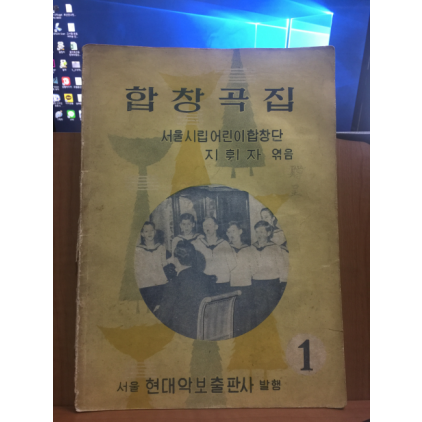 합창곡집
서울시립어린이합창단
지휘자 엮음
1
서울 현대악보출판사 발행